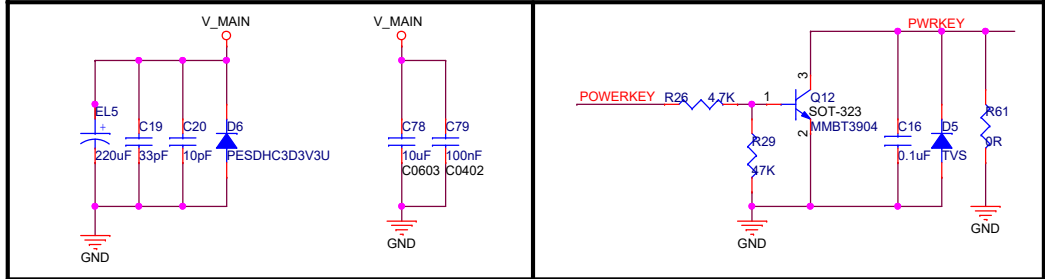 V_MAIN
EL5
+
220uF
C19
33pF
C20
10pF
D6
PESDHC3D3V3U
GND
V_MAIN
C78
10uF
C0603
C79
100nF
C0402
GND
POWERKEY
R26
4.7K
R29
47K
GND
1
3
2
Q12
SOT-323
MMBT3904
PWRKEY
C16
0.1uF
D5
TVS
R61
0R
GND